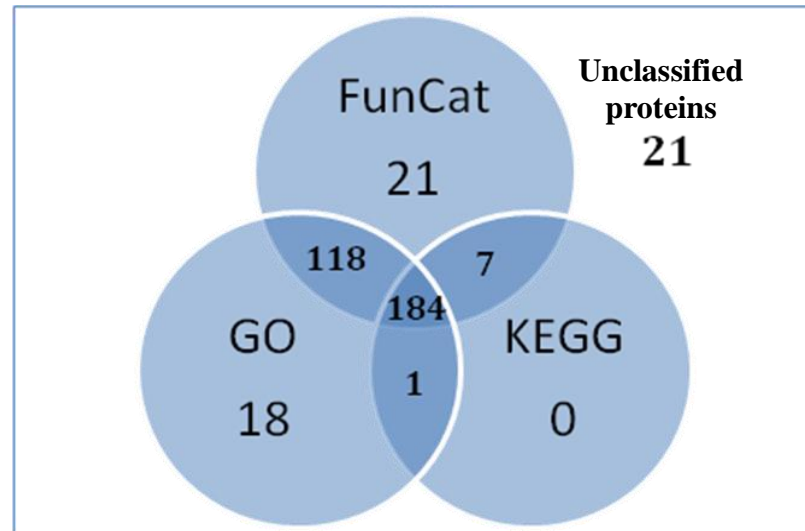 FunCat
21
Unclassified
proteins
21
118
7
184
GO
18
KEGG
0
1